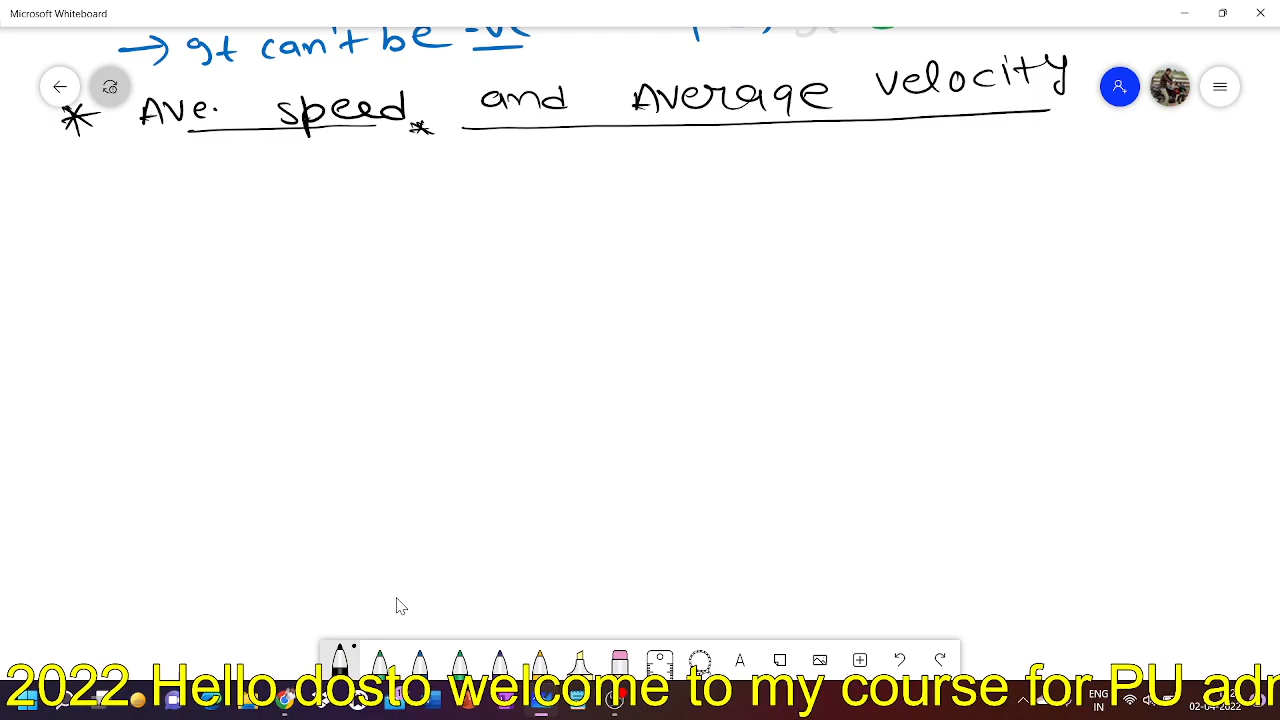 Microsoft Whiteboard
→ gt can't be -ve
* Ave. speed and Average velocity
*
ENG
IN
02-04-2022
2022 Hello dosto welcome to my course for PU adm